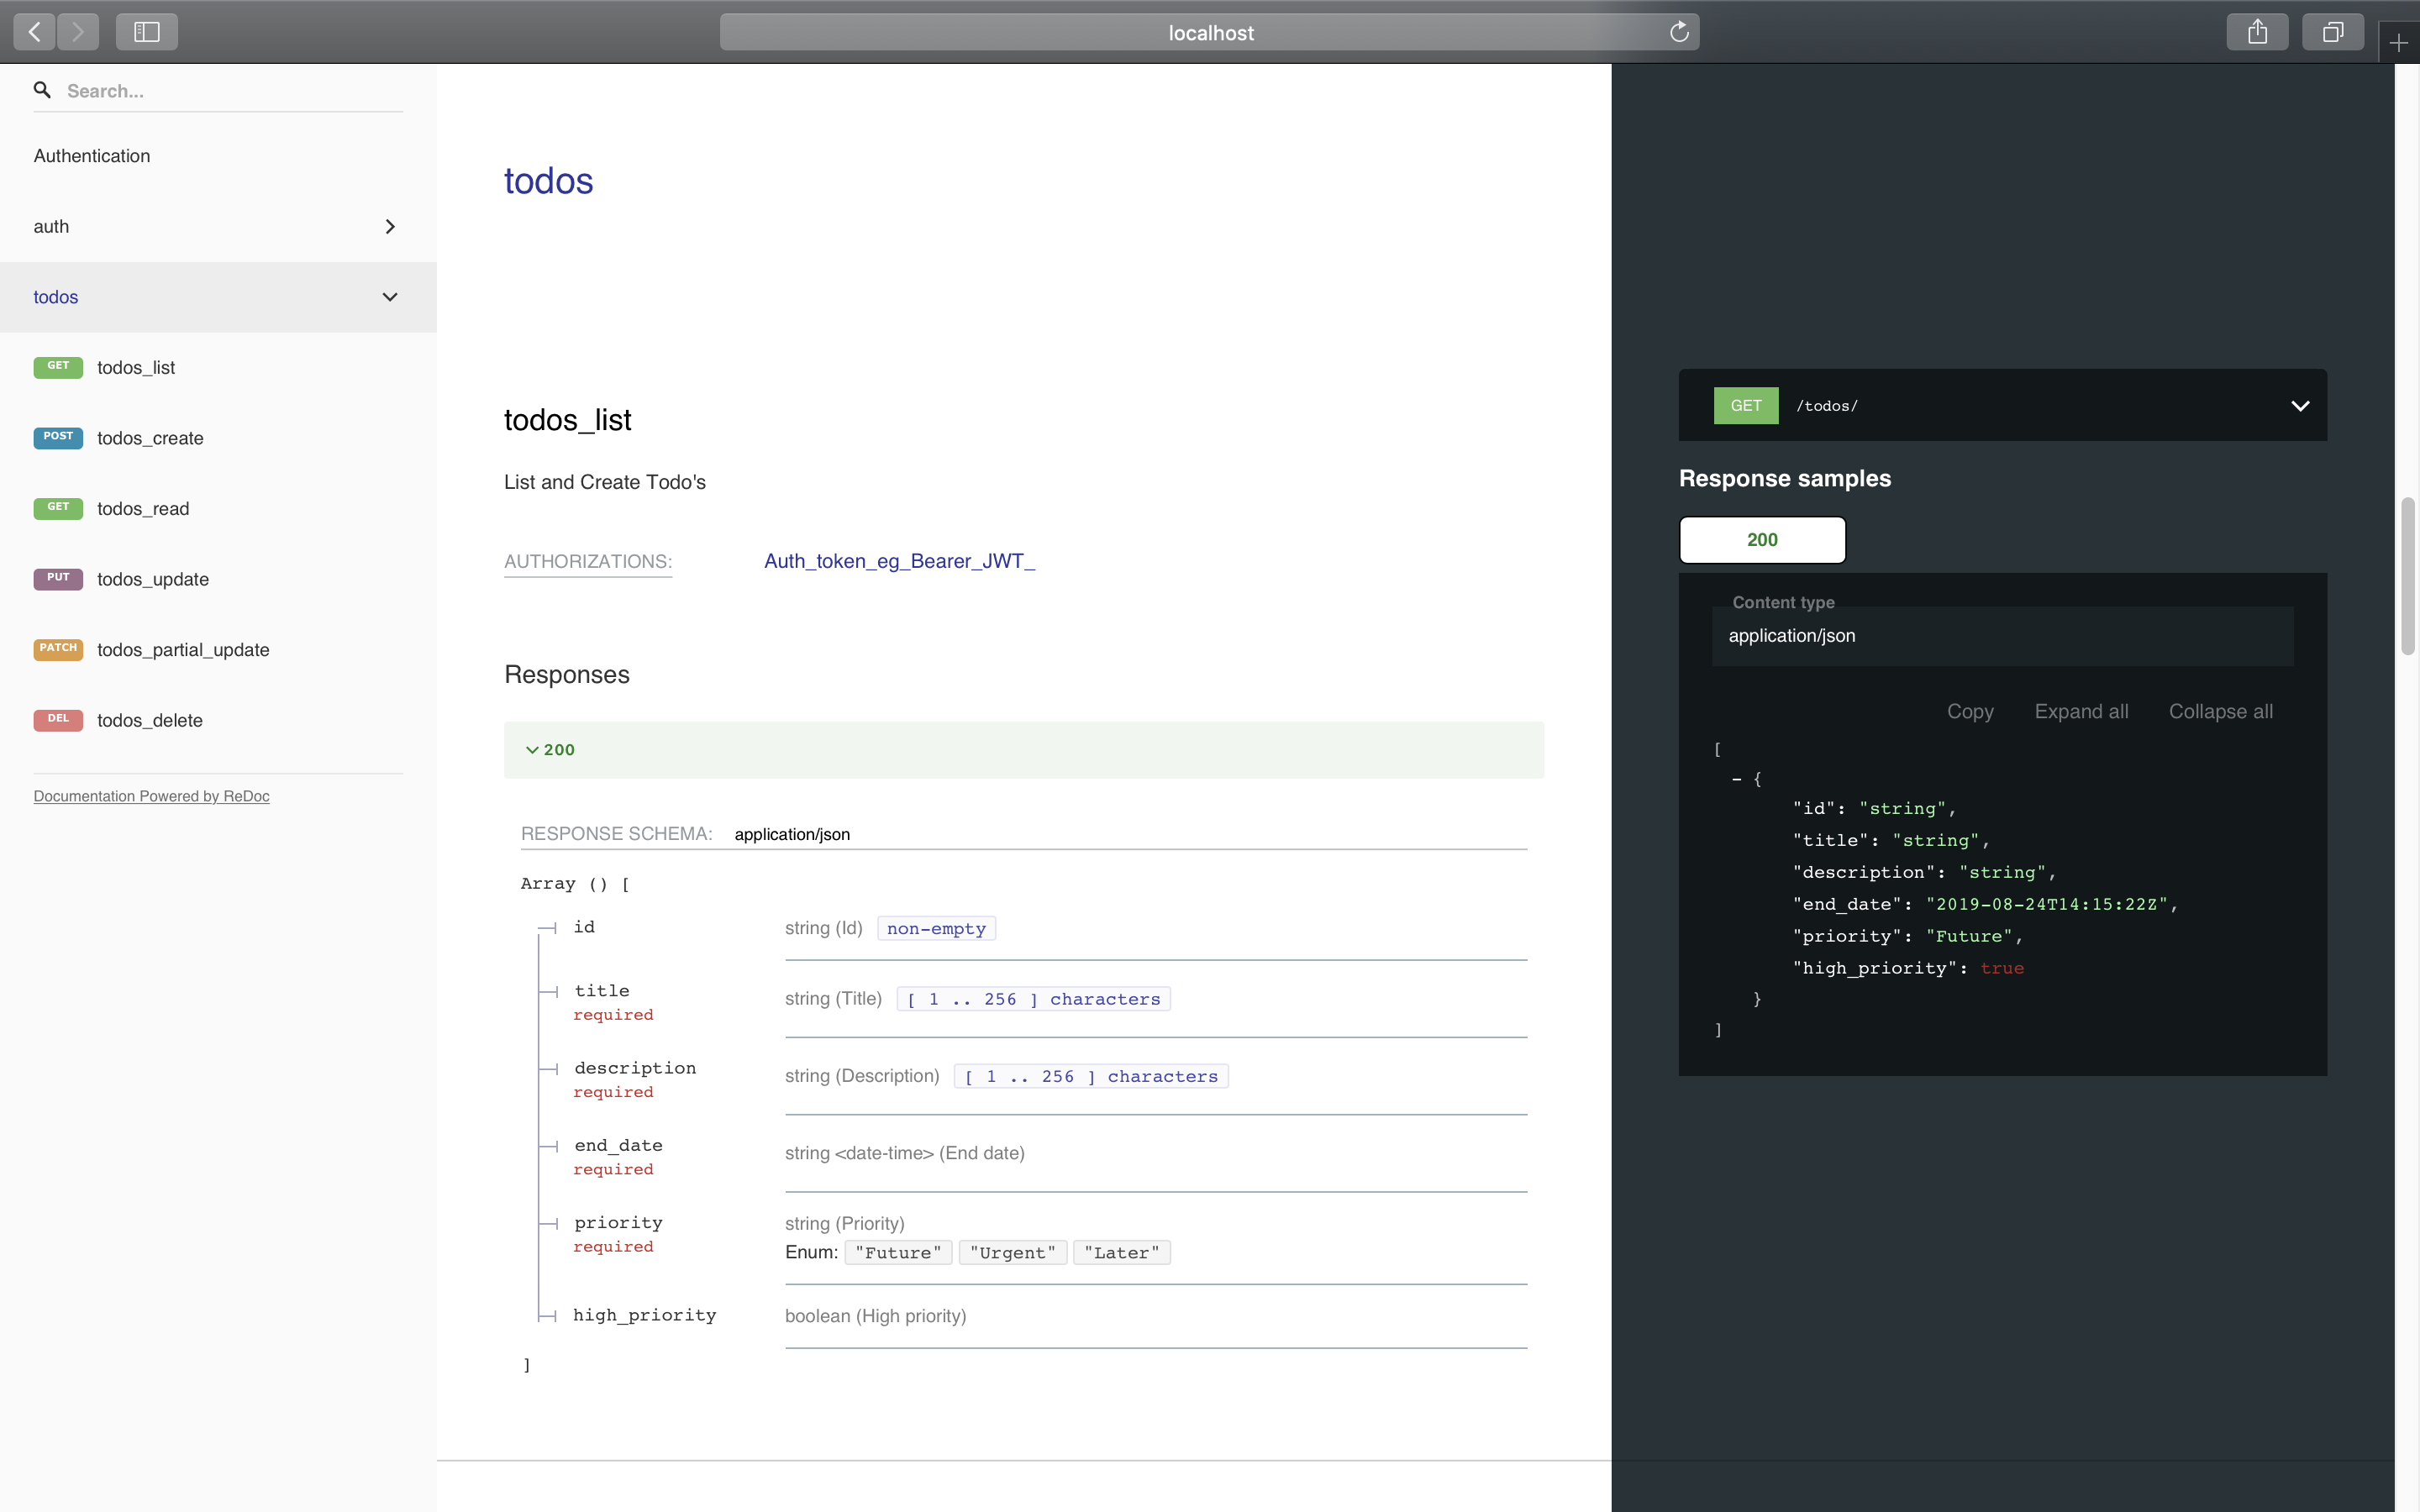 localhost
Search...
Authentication
auth
todos
GET todos_list
POST todos_create
GET todos_read
PUT todos_update
PATCH todos_partial_update
DEL todos_delete
Documentation Powered by ReDoc
todos
todos_list
List and Create Todo's
AUTHORIZATIONS: Auth_token_eg_Bearer_JWT_
Responses
200
RESPONSE SCHEMA: application/json
Array () [
id string (Id) non-empty
title string (Title) [ 1 .. 256 ] characters
required
description string (Description) [ 1 .. 256 ] characters
required
end_date string <date-time> (End date)
required
priority string (Priority)
required Enum: "Future" "Urgent" "Later"
high_priority boolean (High priority)
]
GET /todos/
Response samples
200
Content type
application/json
Copy Expand all Collapse all
[
- {
"id": "string",
"title": "string",
"description": "string",
"end_date": "2019-08-24T14:15:22Z",
"priority": "Future",
"high_priority": true
}
]